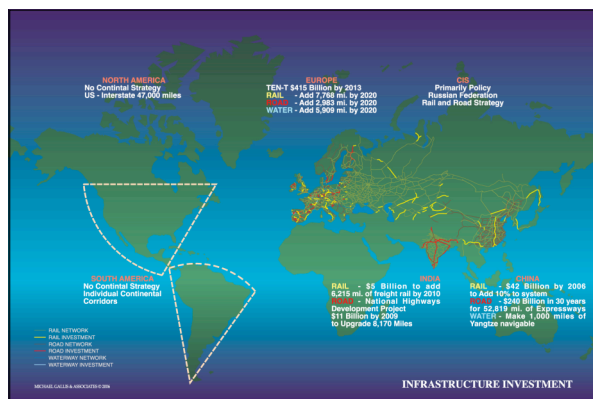 NORTH AMERICA
No Contintal Strategy
US - Interstate 47,000 miles
EUROPE
TEN-T $415 Billion by 2013
RAIL - Add 7,768 mi. by 2020
ROAD - Add 2,983 mi. by 2020
WATER - Add 5,909 mi. by 2020
CIS
Primarily Policy
Russian Federation
Rail and Road Strategy
SOUTH AMERICA
No Contintal Strategy
Individual Continental
Corridors
INDIA
RAIL - $5 Billion to add
6,215 mi. of freight rail by 2010
ROAD - National Highways
Development Project
$11 Billion by 2009
to Upgrade 8,170 Miles
CHINA
RAIL - $42 Billion by 2006
to Add 10% to system
ROAD - $240 Billion in 30 years
for 52,819 mi. of Expressways
WATER - Make 1,000 miles of
Yangtze navigable
RAIL NETWORK
RAIL INVESTMENT
ROAD NETWORK
ROAD INVESTMENT
WATERWAY NETWORK
WATERWAY INVESTMENT
MICHAEL GALLIS & ASSOCIATES © 2006
INFRASTRUCTURE INVESTMENT